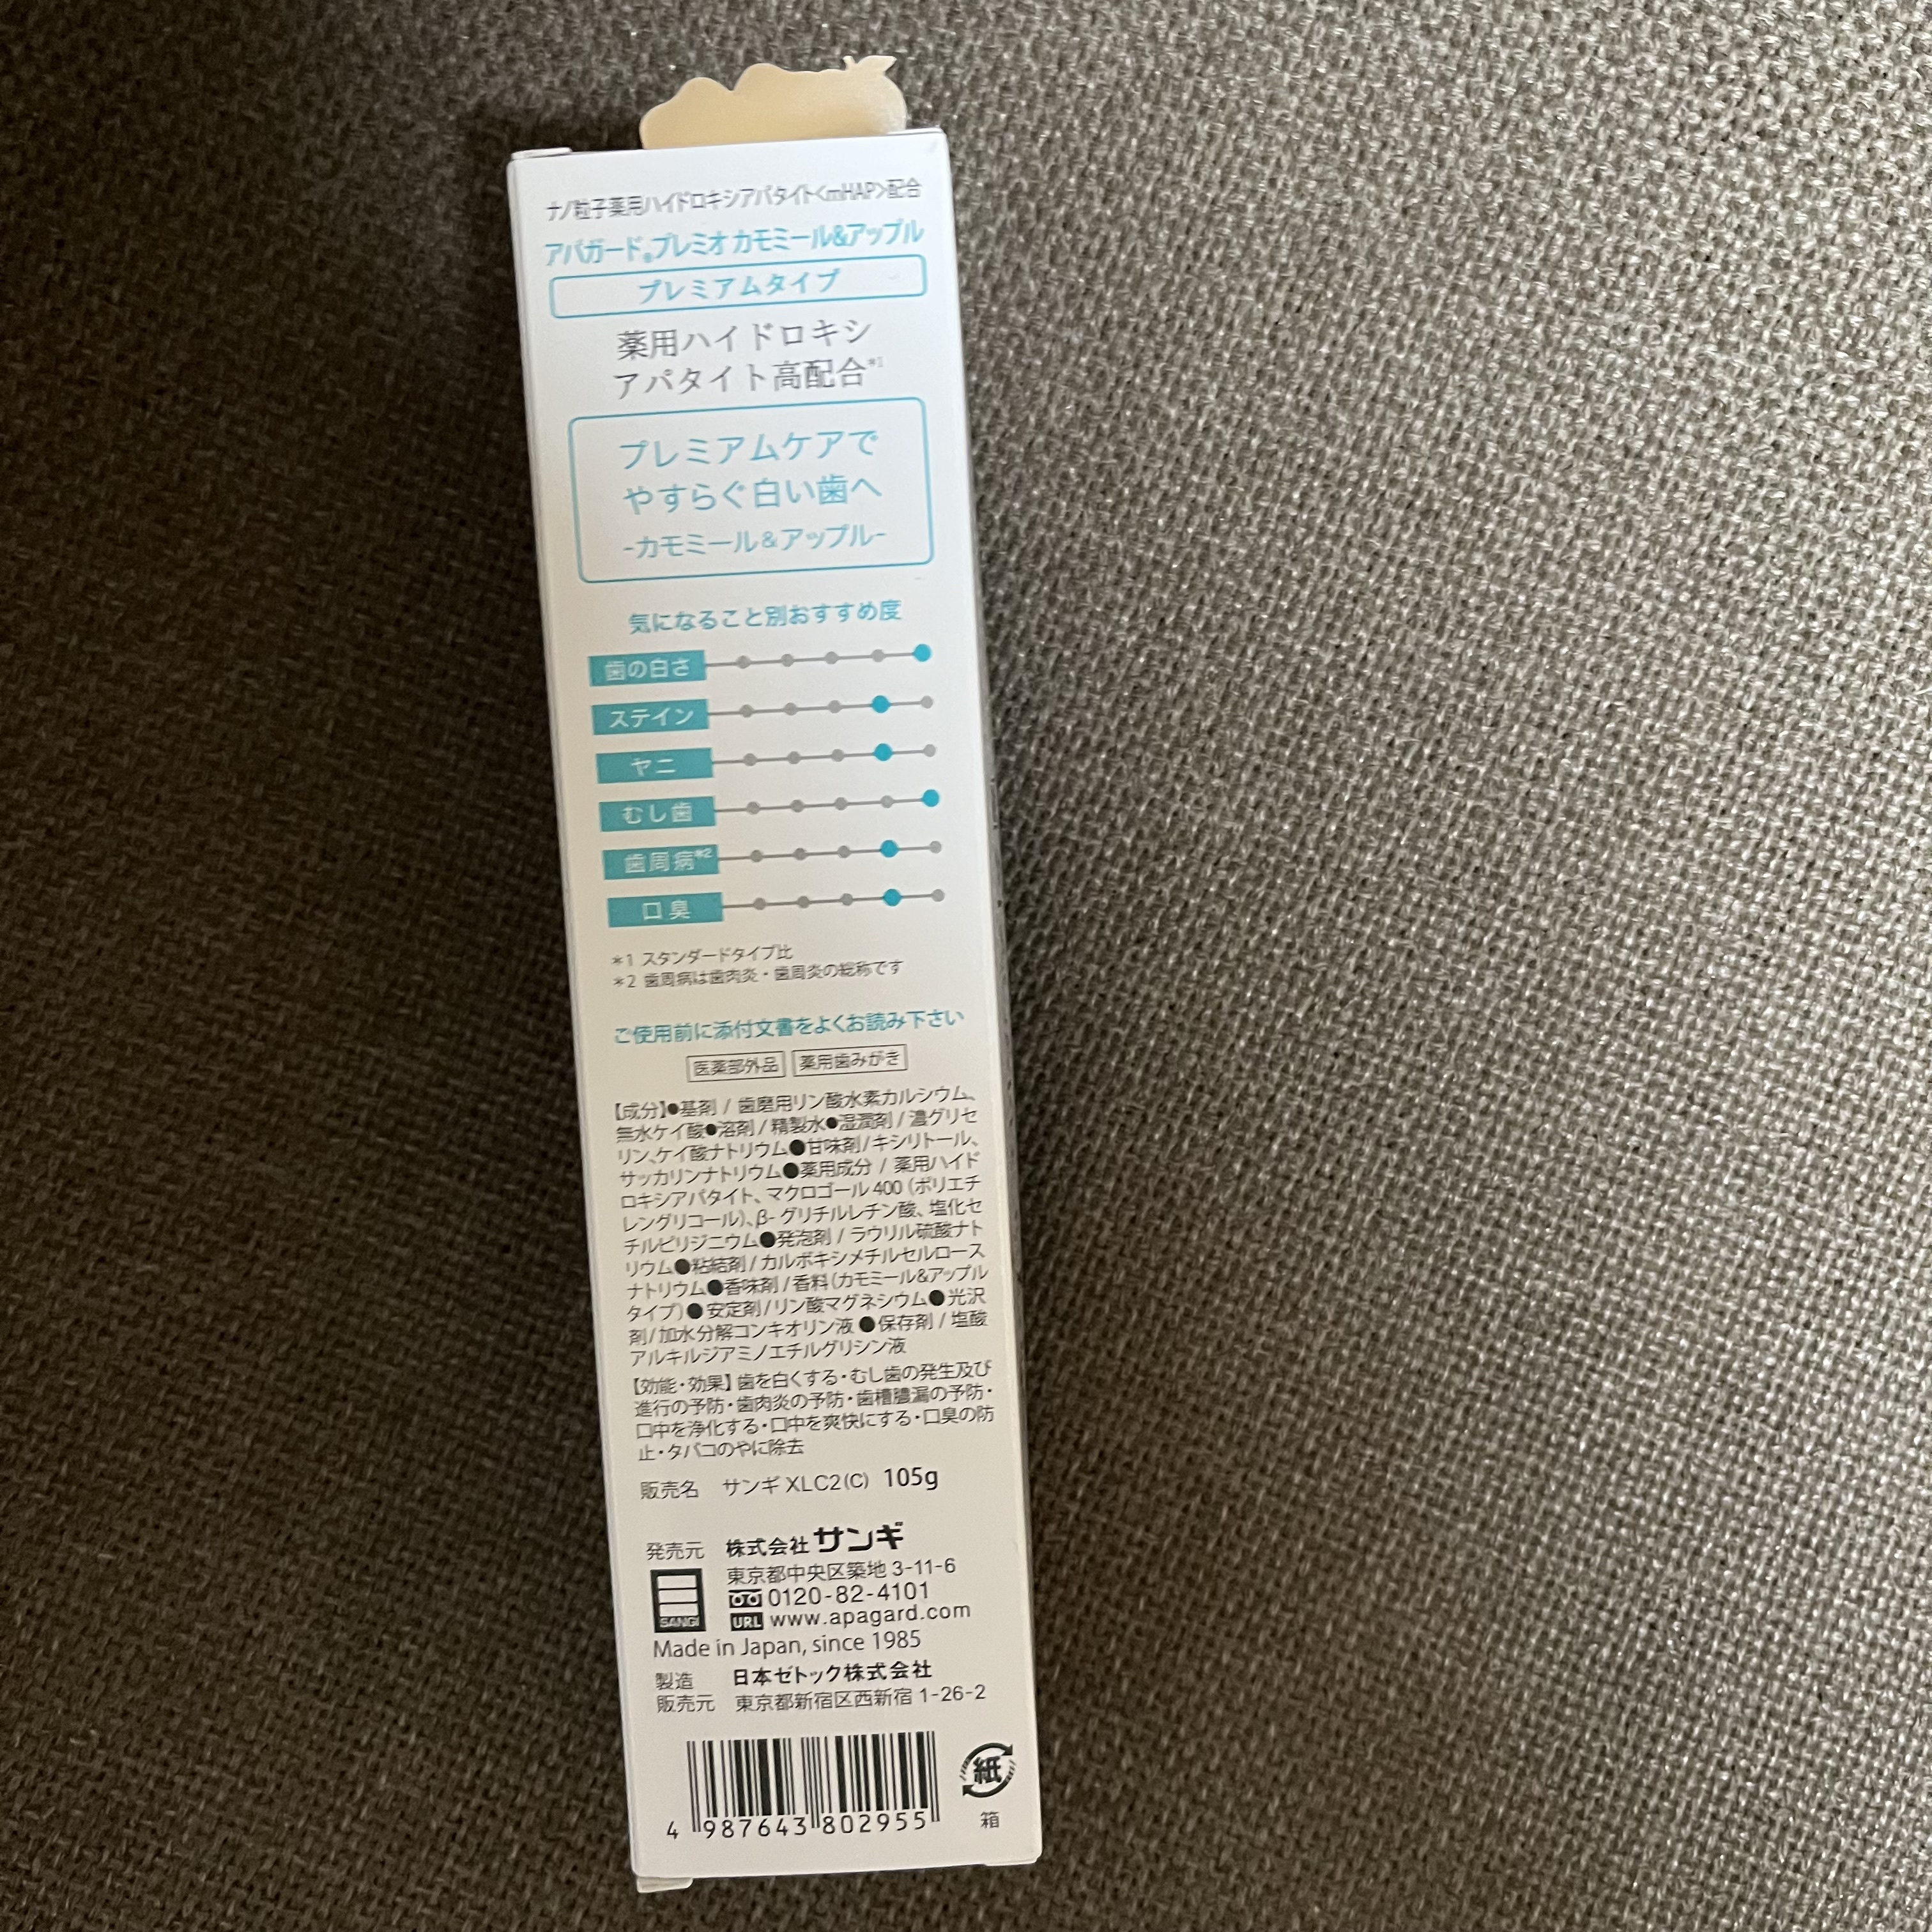 ナノ粒子薬用ハイドロキシアパタイト<mHAP>配合
アパガード®プレミオ カモミール&アップル
プレミアムタイプ
薬用ハイドロキシ
アパタイト高配合*1
プレミアムケアで
やすらぐ白い歯へ
-カモミール&アップル-
気になること別おすすめ度
歯の白さ
ステイン
ヤニ
むし歯
歯周病*2
口臭
*1 スタンダードタイプ比
*2 歯周病は歯肉炎・歯周炎の総称です
ご使用前に添付文書をよくお読み下さい
医薬部外品 薬用歯みがき
【成分】●基剤 / 歯磨用リン酸水素カルシウム、
無水ケイ酸●溶剤 / 精製水●湿潤剤 / 濃グリセ
リン、ケイ酸ナトリウム●甘味剤/キシリトール、
サッカリンナトリウム●薬用成分 / 薬用ハイド
ロキシアパタイト、マクロゴール400 (ポリエチ
レングリコール)、β-グリチルレチン酸、塩化セ
チルピリジニウム●発泡剤 / ラウリル硫酸ナト
リウム●粘結剤 / カルボキシメチルセルロース
ナトリウム●香味剤 / 香料(カモミール&アップル
タイプ)●安定剤 / リン酸マグネシウム●光沢
剤/加水分解コンキオリン液●保存剤 / 塩酸
アルキルジアミノエチルグリシン液
【効能・効果】歯を白くする・むし歯の発生及び
進行の予防・歯肉炎の予防・歯槽膿漏の予防・
口中を浄化する・口中を爽快にする・口臭の防
止・タバコのやに除去
販売名 サンギXLC2(C) 105g
発売元 株式会社サンギ
東京都中央区築地 3-11-6
0120-82-4101
SANGI URL www.apagard.com
Made in Japan, since 1985
製造 日本ゼトック株式会社
販売元 東京都新宿区西新宿 1-26-2
4 987643 802955
紙
箱